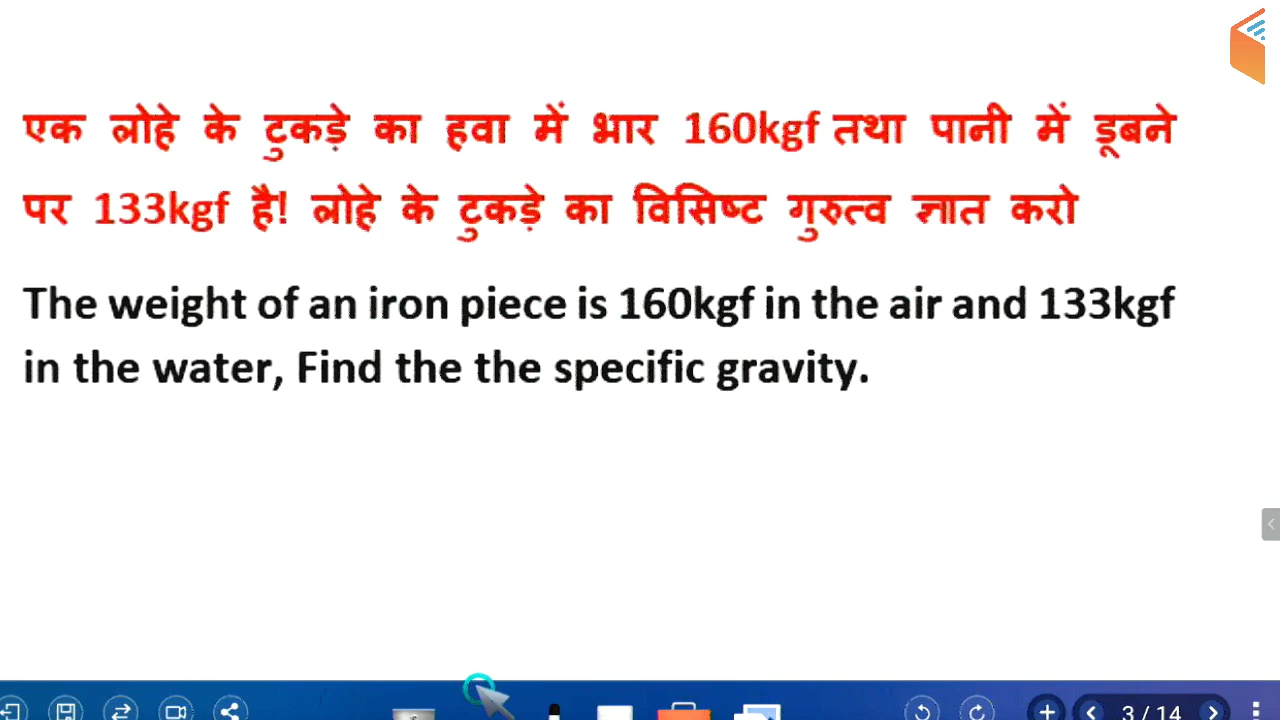 एक लोहे के टुकड़े का हवा में भार 160kgf तथा पानी में डूबने
पर 133kgf है! लोहे के टुकड़े का विसिष्ट गुरुत्व ज्ञात करो
The weight of an iron piece is 160kgf in the air and 133kgf
in the water, Find the the specific gravity.
3 / 14